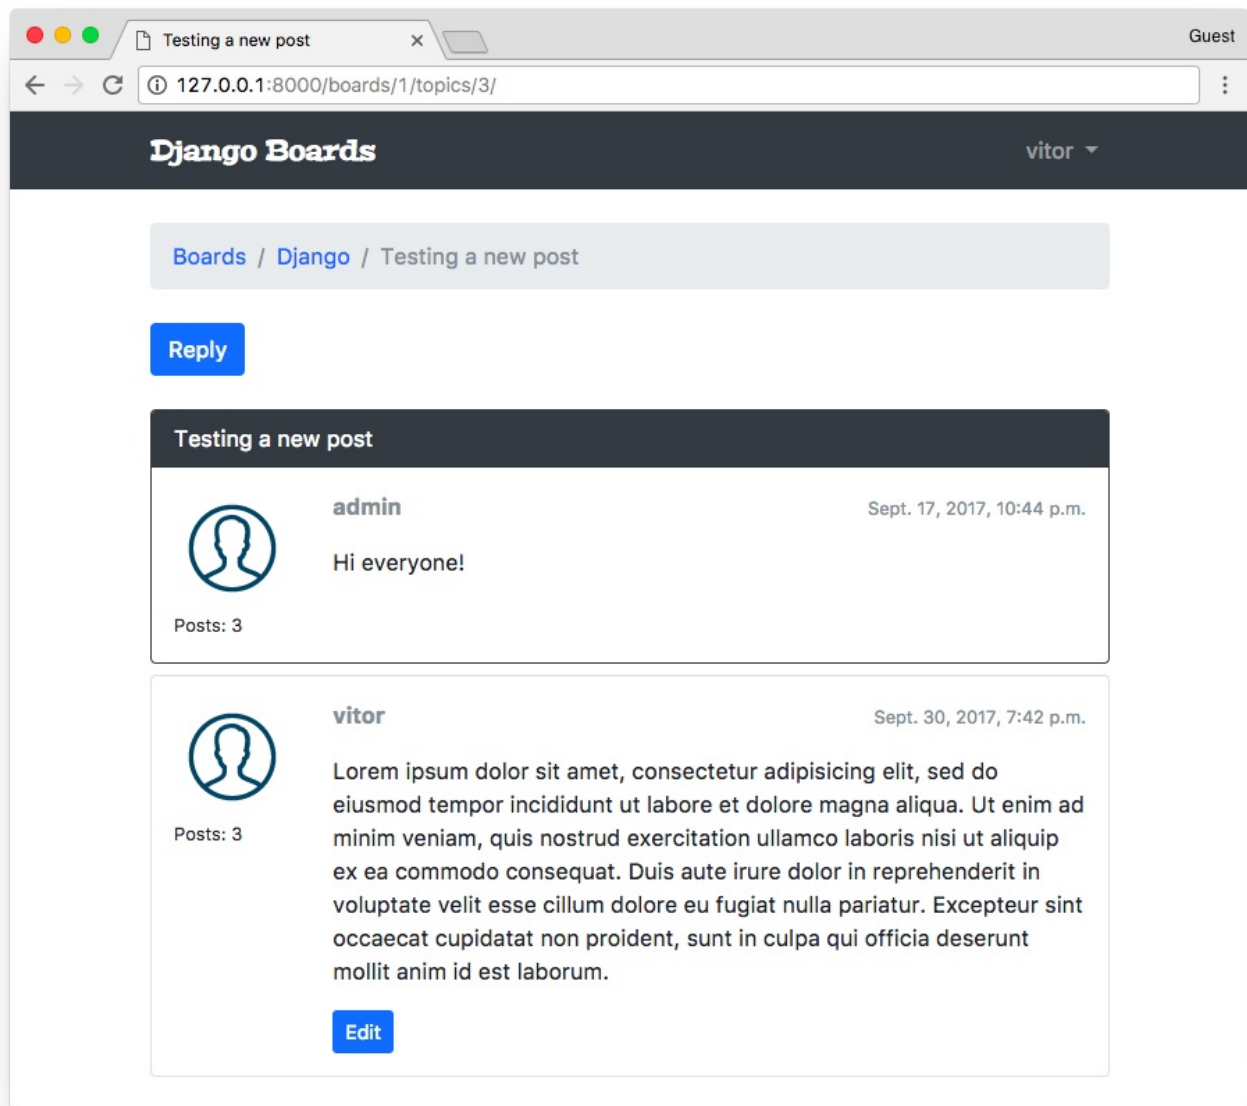 Testing a new post
Guest
127.0.0.1:8000/boards/1/topics/3/
Django Boards
vitor
Boards / Django / Testing a new post
Reply
Testing a new post
admin
Sept. 17, 2017, 10:44 p.m.
Hi everyone!
Posts: 3
vitor
Sept. 30, 2017, 7:42 p.m.
Lorem ipsum dolor sit amet, consectetur adipisicing elit, sed do
eiusmod tempor incididunt ut labore et dolore magna aliqua. Ut enim ad
minim veniam, quis nostrud exercitation ullamco laboris nisi ut aliquip
ex ea commodo consequat. Duis aute irure dolor in reprehenderit in
voluptate velit esse cillum dolore eu fugiat nulla pariatur. Excepteur sint
occaecat cupidatat non proident, sunt in culpa qui officia deserunt
mollit anim id est laborum.
Posts: 3
Edit